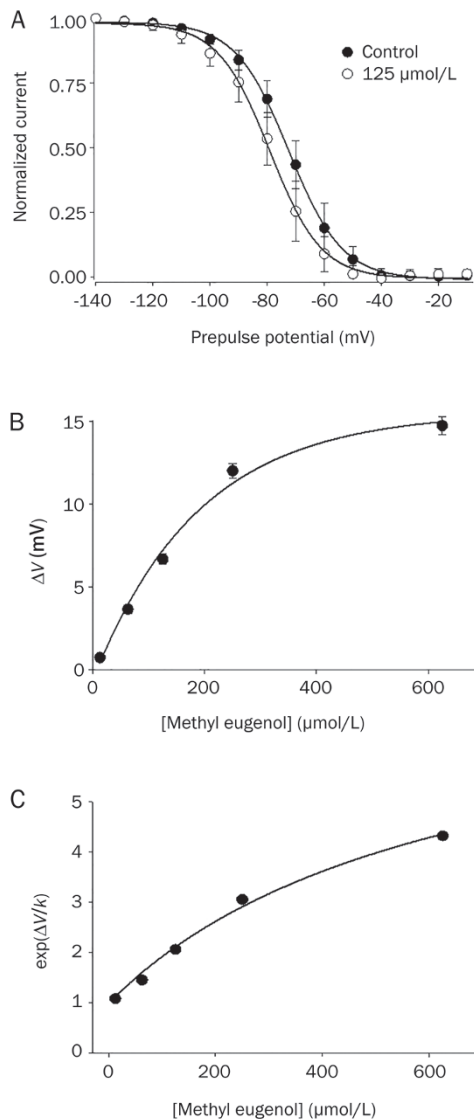 A
1.00
0.75
0.50
0.25
0.00
Normalized current
Control
125 μmol/L
-140 -120 -100 -80 -60 -40 -20
Prepulse potential (mV)
B
15
10
5
0
ΔV (mV)
0 200 400 600
[Methyl eugenol] (μmol/L)
C
5
4
3
2
1
0
exp(ΔV/k)
0 200 400 600
[Methyl eugenol] (μmol/L)